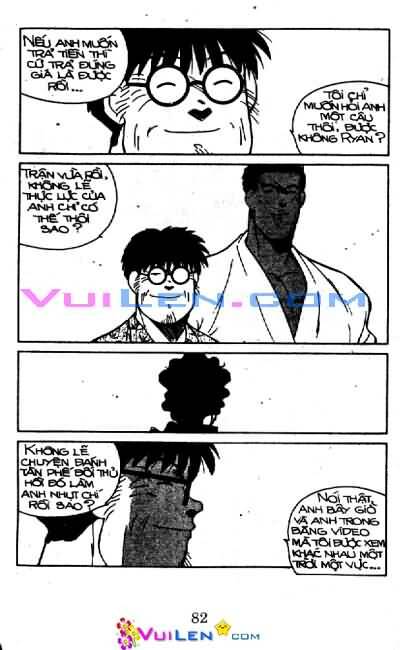 NẾU ANH MUỐN
TRẢ TIỀN THÌ
CỨ TRẢ ĐÚNG
GIÁ LÀ ĐƯỢC
RỒI...
TÔI CHỈ
MUỐN HỎI ANH
MỘT CÂU
THÔI, ĐƯỢC
KHÔNG RYAN?
TRẬN VỪA RỒI,
KHÔNG LẼ
THỰC LỰC CỦA
ANH CHỈ CÓ
THẾ THÔI
SAO?
VUILEN.COM
KHÔNG LẼ
CHUYỆN ĐÁNH
TÀN PHẾ ĐỐI THỦ
HỒI ĐÓ LÀM
ANH NHỤT CHÍ
RỒI SAO?
NÓI THẬT,
ANH BÂY GIỜ
VÀ ANH TRONG
BĂNG VIDEO
MÀ TÔI ĐƯỢC XEM
KHÁC NHAU MỘT
TRỜI MỘT VỰC...
82
VUILEN.COM